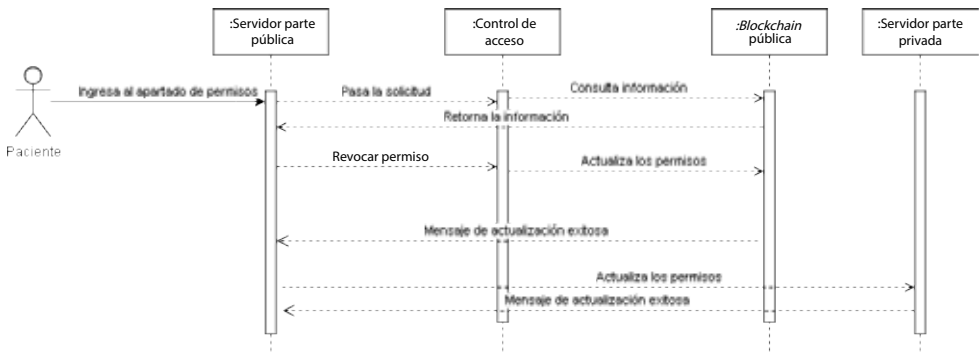 :Servidor parte
pública
:Control de
acceso
:Blockchain
pública
:Servidor parte
privada
Ingresa al apartado de permisos
Pasa la solicitud
Consulta información
Retorna la información
Paciente
Revocar permiso
Actualiza los permisos
Mensaje de actualización exitosa
Actualiza los permisos
Mensaje de actualización exitosa